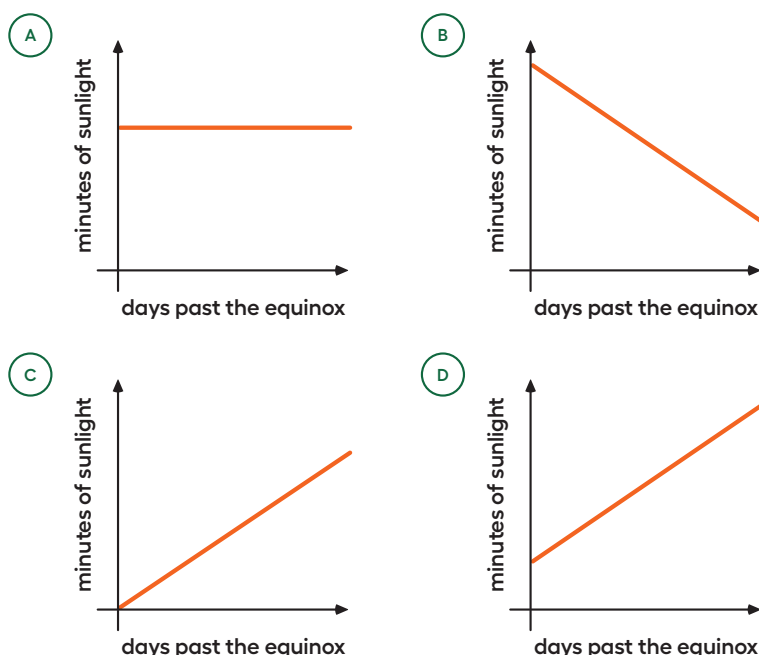 A
minutes of sunlight
days past the equinox
B
minutes of sunlight
days past the equinox
C
minutes of sunlight
days past the equinox
D
minutes of sunlight
days past the equinox